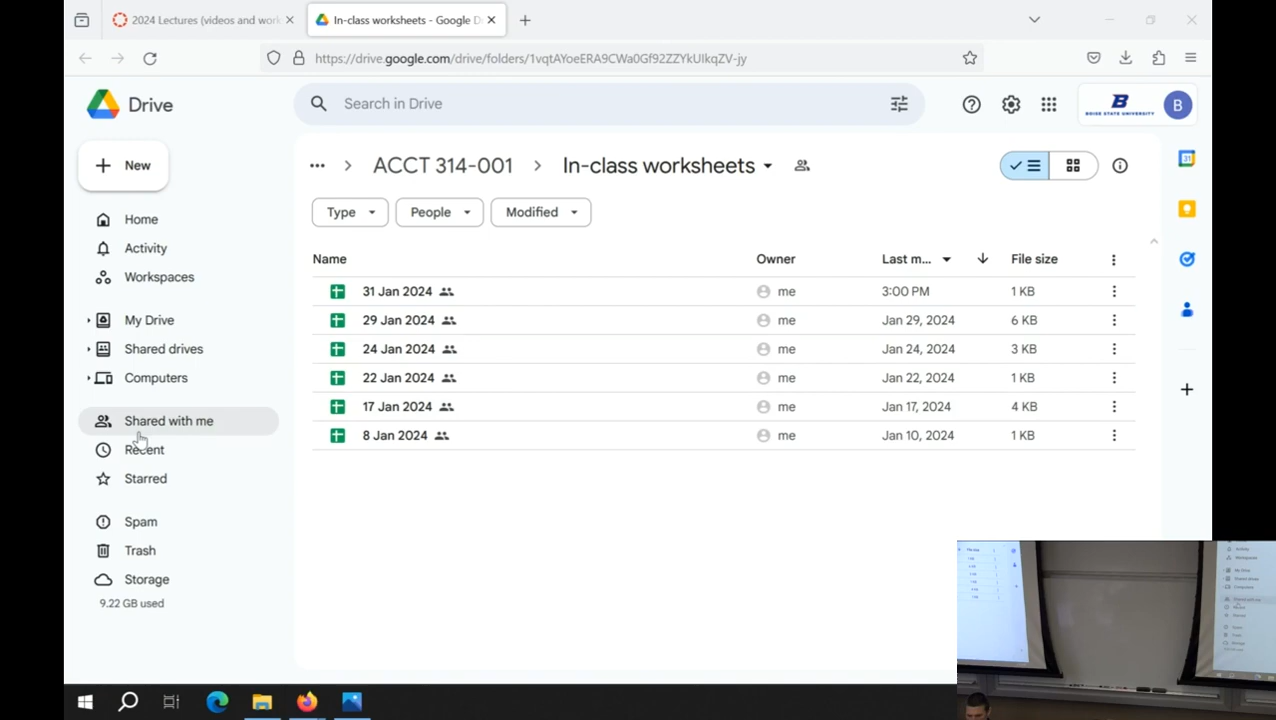 2024 Lectures (videos and work
In-class worksheets - Google D
https://drive.google.com/drive/folders/1vqtAYoeERA9CWa0Gf92ZZYkUIkqZV-jy
Drive
Search in Drive
B
BOISE STATE UNIVERSITY
B
New
ACCT 314-001
In-class worksheets
Type
People
Modified
Home
Activity
Workspaces
My Drive
Shared drives
Computers
Shared with me
Recent
Starred
Spam
Trash
Storage
9.22 GB used
Name Owner Last m... File size
31 Jan 2024 me 3:00 PM 1 KB
29 Jan 2024 me Jan 29, 2024 6 KB
24 Jan 2024 me Jan 24, 2024 3 KB
22 Jan 2024 me Jan 22, 2024 1 KB
17 Jan 2024 me Jan 17, 2024 4 KB
8 Jan 2024 me Jan 10, 2024 1 KB
31